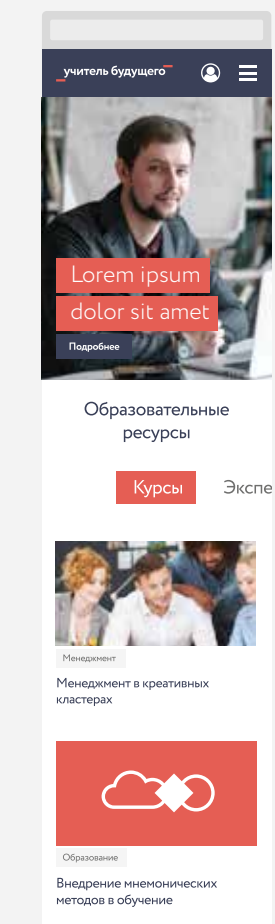 учитель будущего
Lorem ipsum
dolor sit amet
Подробнее
Образовательные
ресурсы
Курсы Экспе
Менеджмент
Менеджмент в креативных
кластерах
Образование
Внедрение мнемонических
методов в обучение